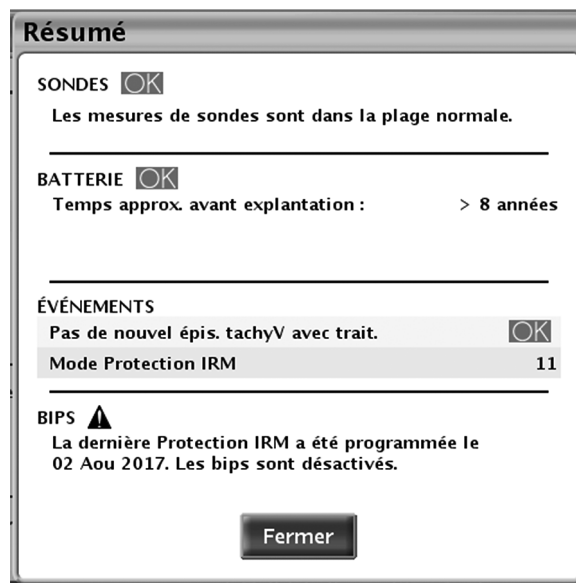 Résumé
SONDES OK
Les mesures de sondes sont dans la plage normale.
BATTERIE OK
Temps approx. avant explantation : > 8 années
ÉVÉNEMENTS
Pas de nouvel épis. tachyV avec trait. OK
Mode Protection IRM 11
BIPS
La dernière Protection IRM a été programmée le
02 Aou 2017. Les bips sont désactivés.
Fermer